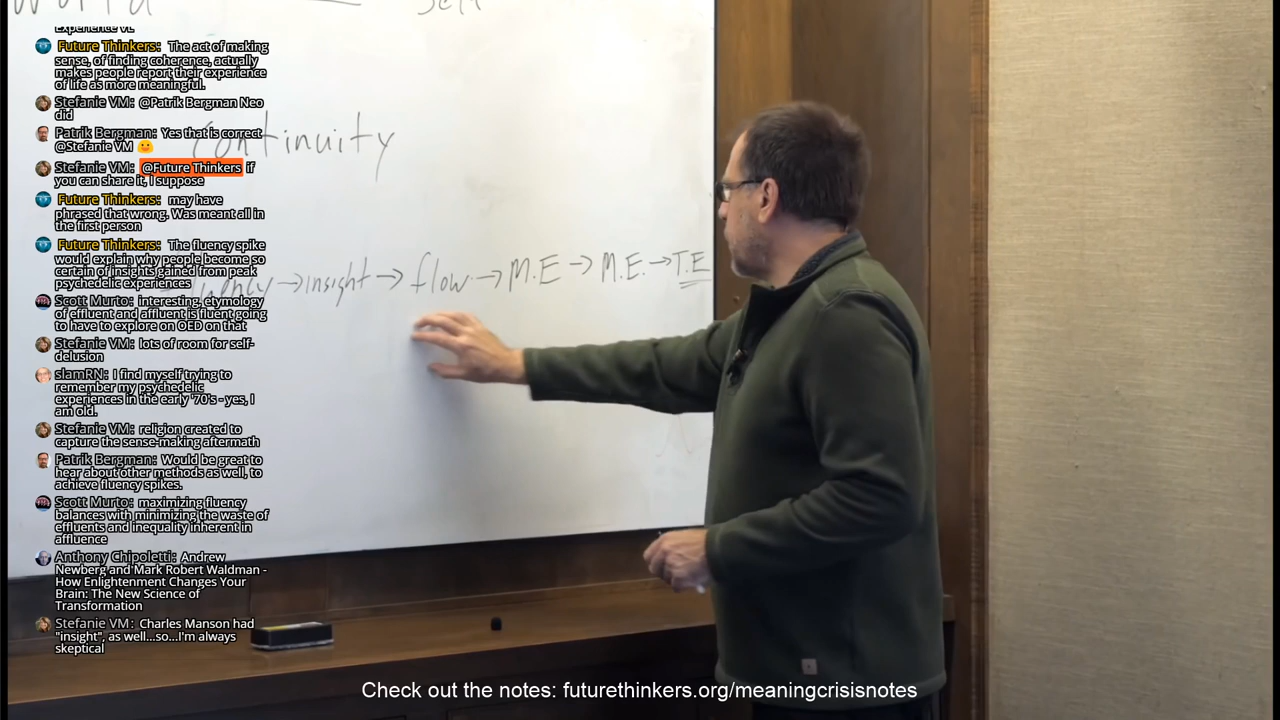 World Self
Experience VL
Future Thinkers: The act of making
sense, of finding coherence, actually
makes people report their experience
of life as more meaningful.
Stefanie VM: @Patrik Bergman Neo
did
Patrik Bergman: Yes that is correct
@Stefanie VM
Continuity
Stefanie VM: @Future Thinkers if
you can share it, I suppose
Future Thinkers: may have
phrased that wrong. Was meant all in
the first person
Future Thinkers: The fluency spike
would explain why people become so
certain of insights gained from peak
psychedelic experiences
fluency → insight → flow → M.E → M.E. → T.E
Scott Murto: interesting, etymology
of effluent and affluent is fluent going
to have to explore on OED on that
Stefanie VM: lots of room for self-
delusion
slamRN: I find myself trying to
remember my psychedelic
experiences in the early '70's - yes, I
am old.
Stefanie VM: religion created to
capture the sense-making aftermath
Patrik Bergman: Would be great to
hear about other methods as well, to
achieve fluency spikes.
Scott Murto: maximizing fluency
balances with minimizing the waste of
effluents and inequality inherent in
affluence
Anthony Chipoletti: Andrew
Newberg and Mark Robert Waldman -
How Enlightenment Changes Your
Brain: The New Science of
Transformation
Stefanie VM: Charles Manson had
"insight", as well...so...I'm always
skeptical
Check out the notes: futurethinkers.org/meaningcrisisnotes